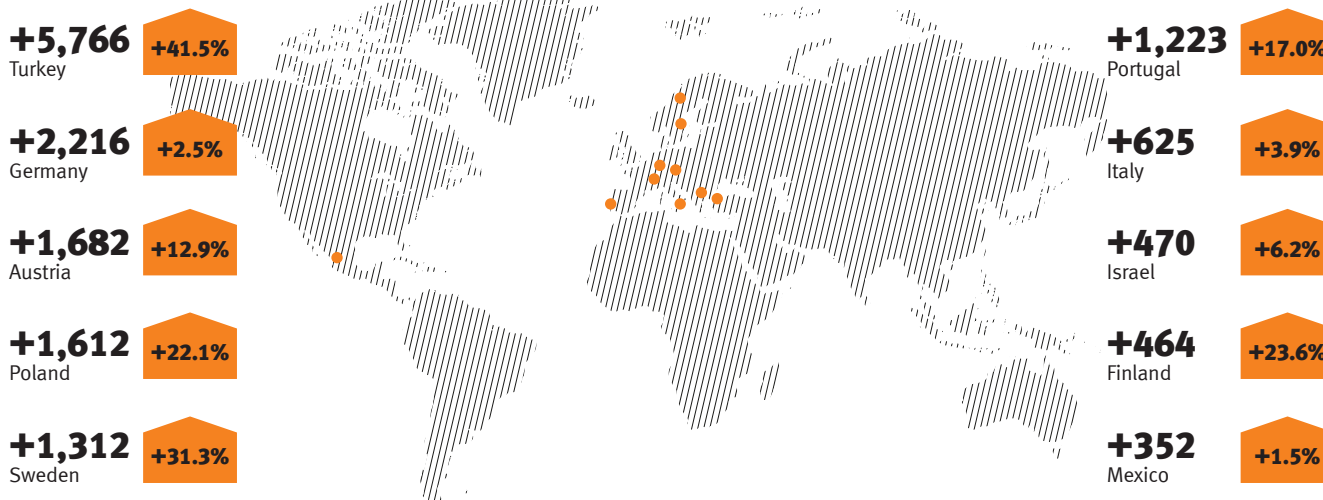 +5,766
+41.5%
Turkey
+2,216
+2.5%
Germany
+1,682
+12.9%
Austria
+1,612
+22.1%
Poland
+1,312
+31.3%
Sweden
+1,223
+17.0%
Portugal
+625
+3.9%
Italy
+470
+6.2%
Israel
+464
+23.6%
Finland
+352
+1.5%
Mexico